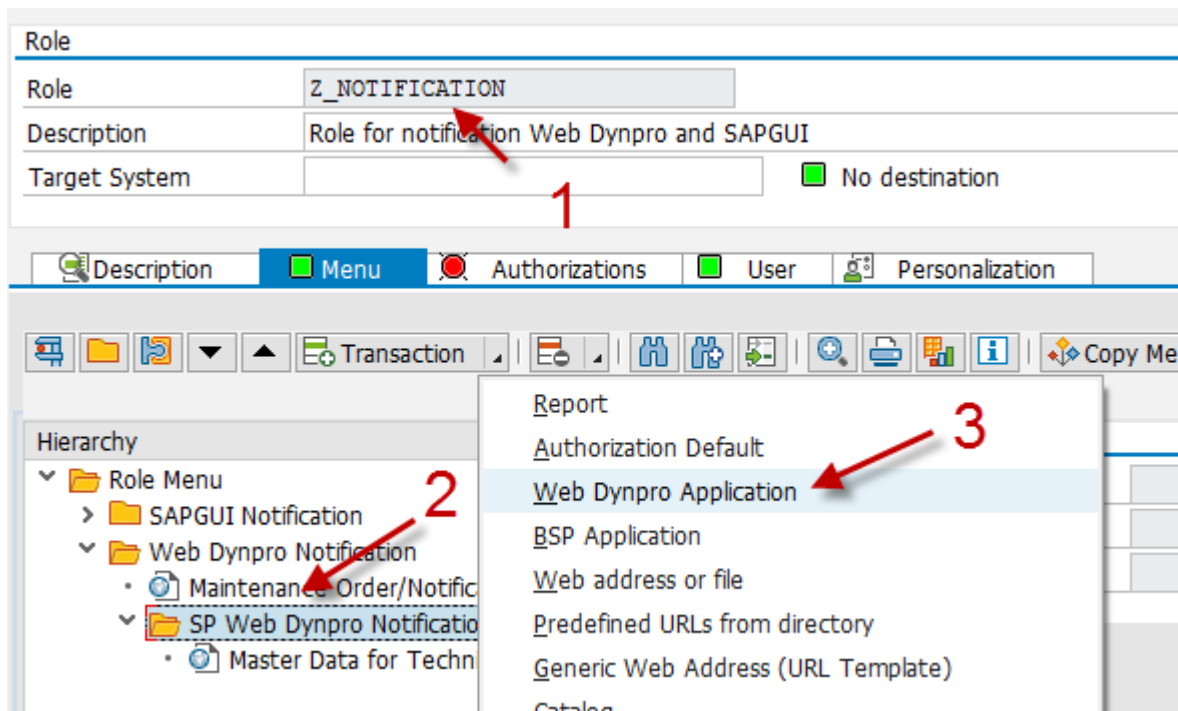 Role
Role Z_NOTIFICATION
Description Role for notification Web Dynpro and SAPGUI
Target System No destination
1
Description Menu Authorizations User Personalization
Transaction Copy Me
Report
Hierarchy Authorization Default 3
Role Menu 2 Web Dynpro Application
SAPGUI Notification BSP Application
Web Dynpro Notification
Maintenance Order/Notific Web address or file
SP Web Dynpro Notificatio Predefined URLs from directory
Master Data for Techni Generic Web Address (URL Template)
Catalog